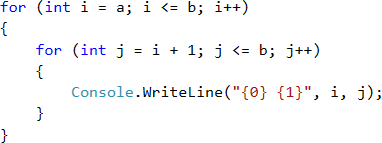 for (int i = a; i <= b; i++)
{
    for (int j = i + 1; j <= b; j++)
    {
        Console.WriteLine("{0} {1}", i, j);
    }
}